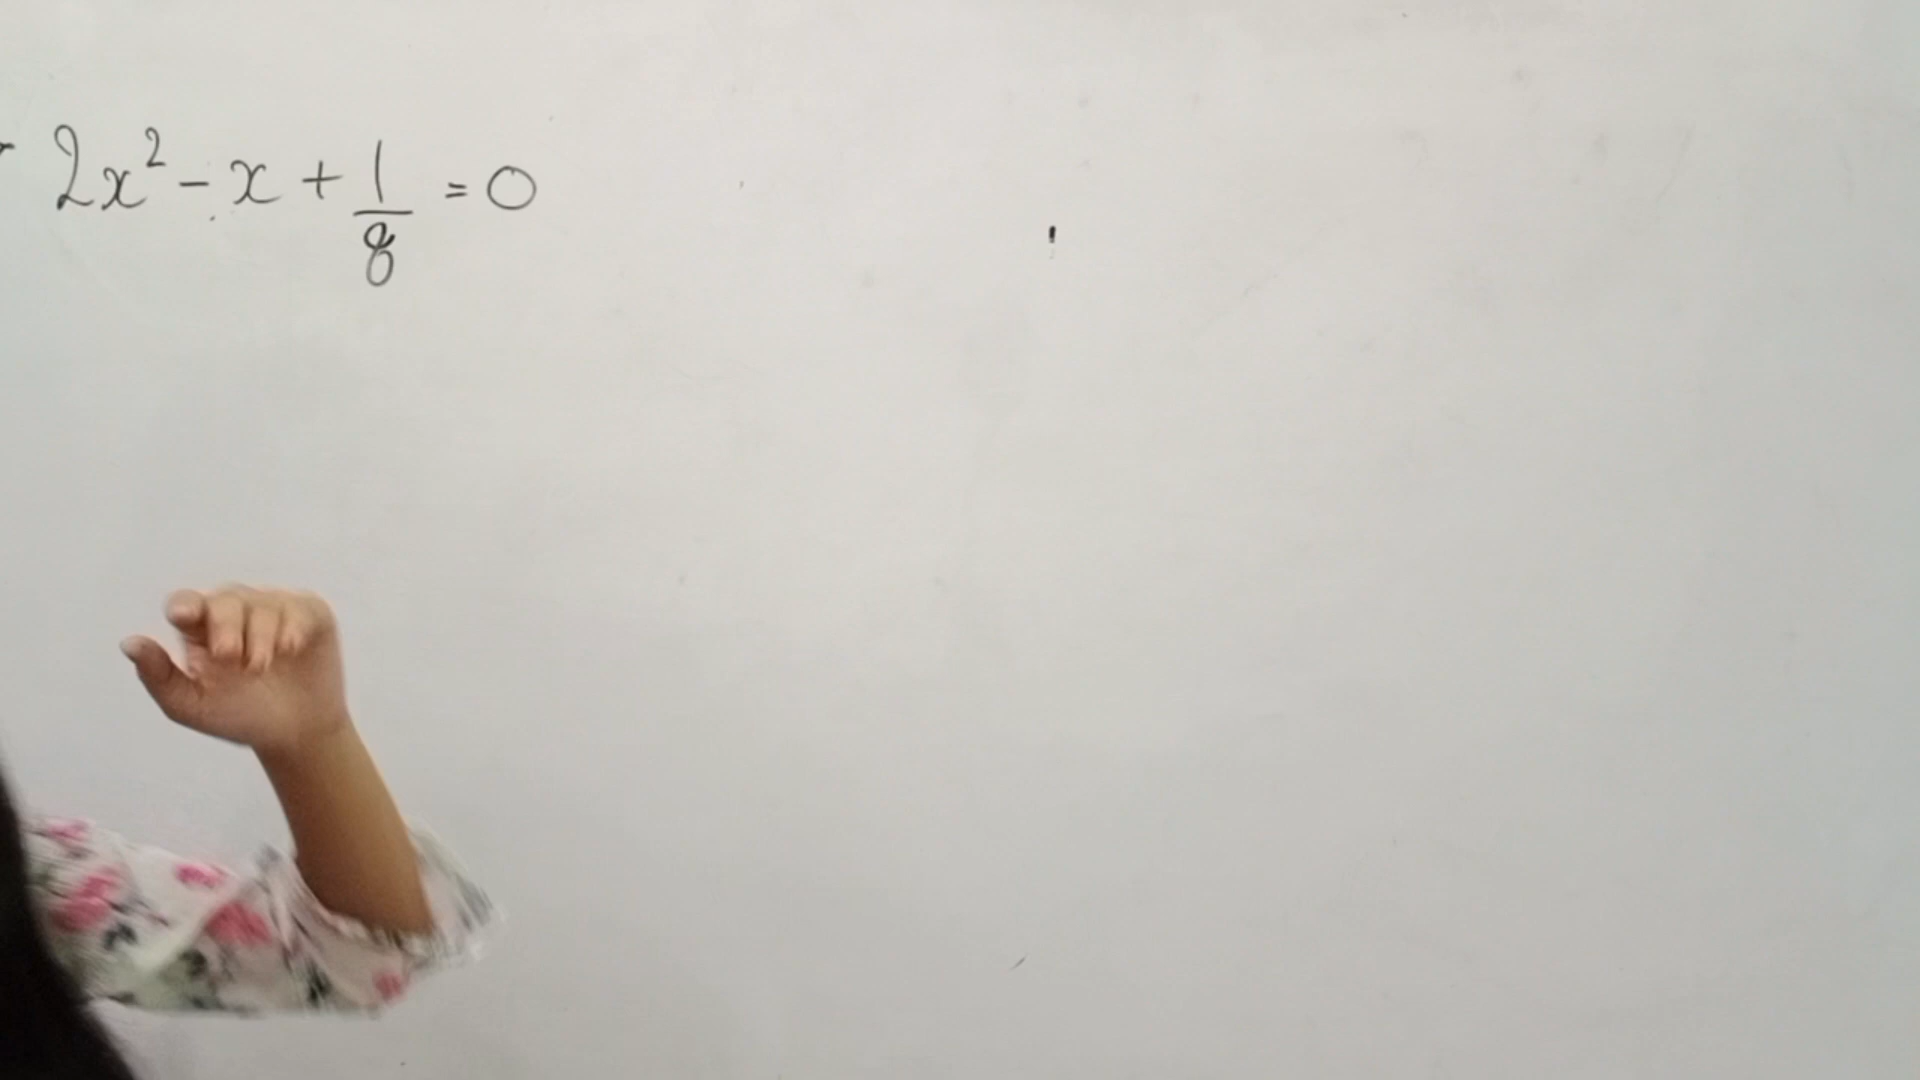 2x² - x + 1/8 = 0